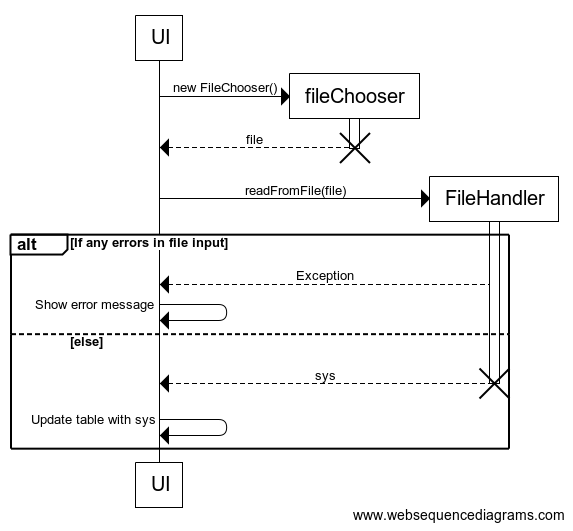 UI
new FileChooser()
fileChooser
file
readFromFile(file)
FileHandler
alt [If any errors in file input]
Exception
Show error message
[else]
sys
Update table with sys
UI
www.websequencediagrams.com